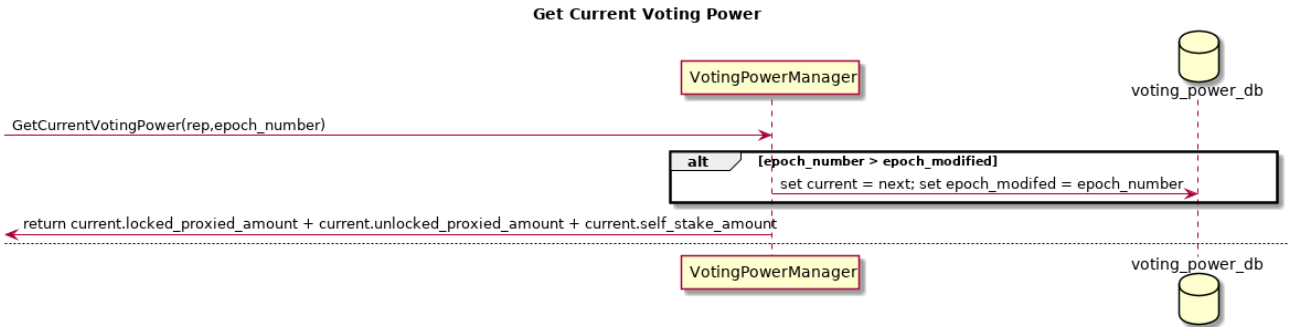 Get Current Voting Power
VotingPowerManager
voting_power_db
GetCurrentVotingPower(rep,epoch_number)
alt [epoch_number > epoch_modified]
set current = next; set epoch_modifed = epoch_number
return current.locked_proxied_amount + current.unlocked_proxied_amount + current.self_stake_amount
VotingPowerManager
voting_power_db